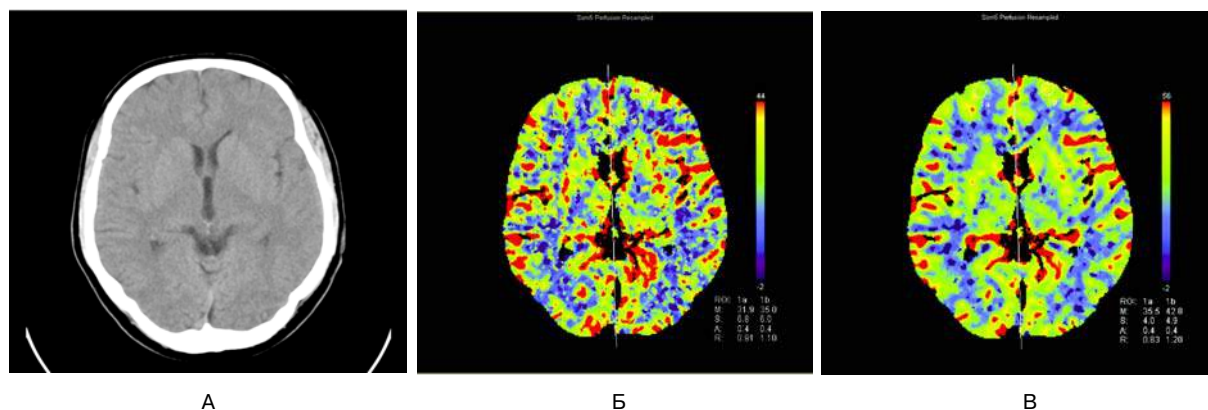 Som5 Perfusion Resampled
44
-2
ROI: 1a 1b
M: 31.9 35.0
S: 6.8 6.0
A: 0.4 0.4
R: 0.91 1.10
Som5 Perfusion Resampled
56
-2
ROI: 1a 1b
M: 35.5 42.8
S: 4.0 4.9
A: 0.4 0.4
R: 0.83 1.20
А
Б
В